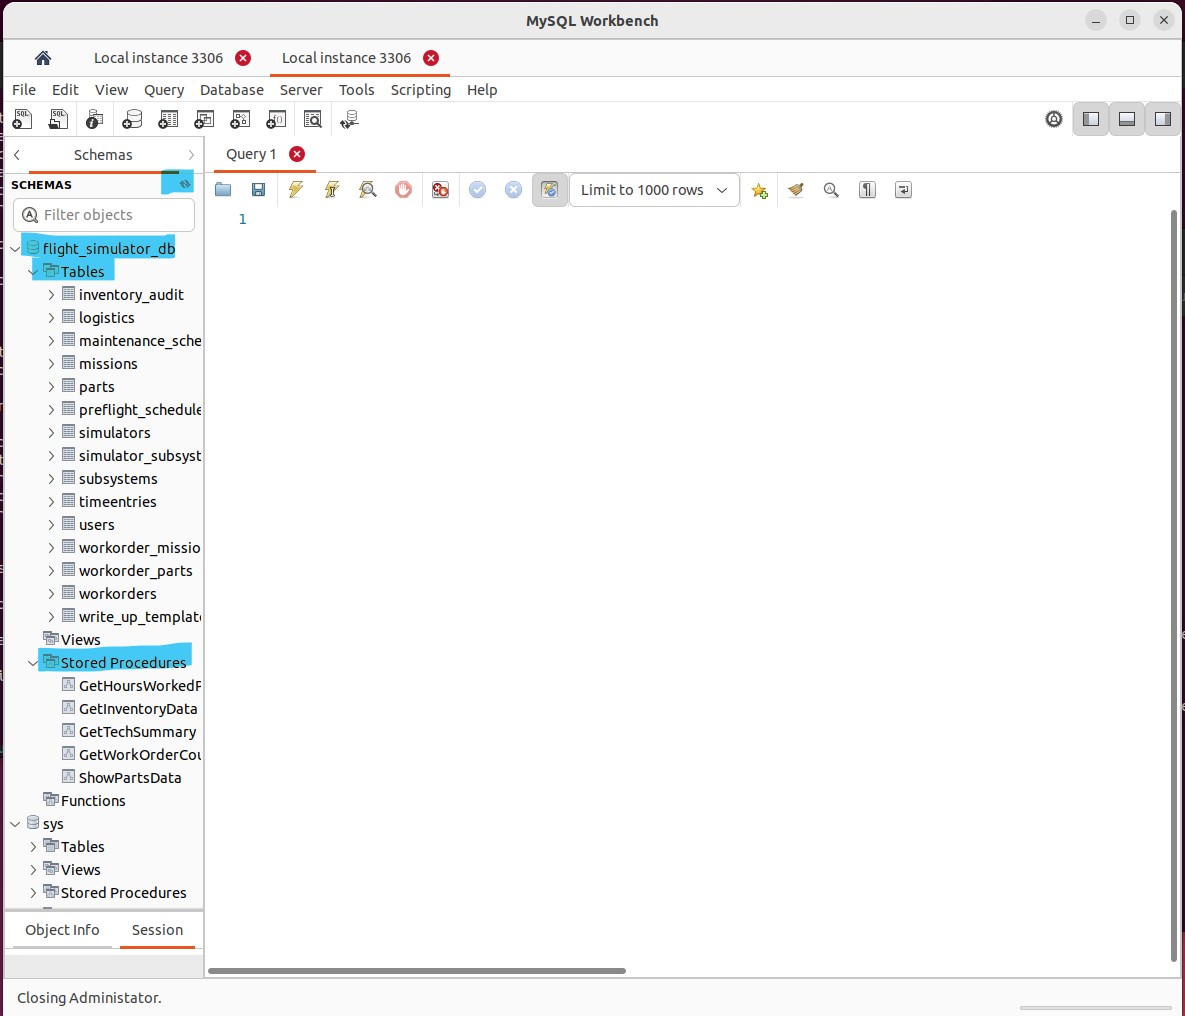 MySQL Workbench
Local instance 3306
Local instance 3306
File Edit View Query Database Server Tools Scripting Help
Schemas
Query 1
SCHEMAS
Limit to 1000 rows
Filter objects
1
flight_simulator_db
Tables
inventory_audit
logistics
maintenance_sche
missions
parts
preflight_schedule
simulators
simulator_subsyst
subsystems
timeentries
users
workorder_missio
workorder_parts
workorders
write_up_templat
Views
Stored Procedures
GetHoursWorkedP
GetInventoryData
GetTechSummary
GetWorkOrderCou
ShowPartsData
Functions
sys
Tables
Views
Stored Procedures
Object Info Session
Closing Administator.